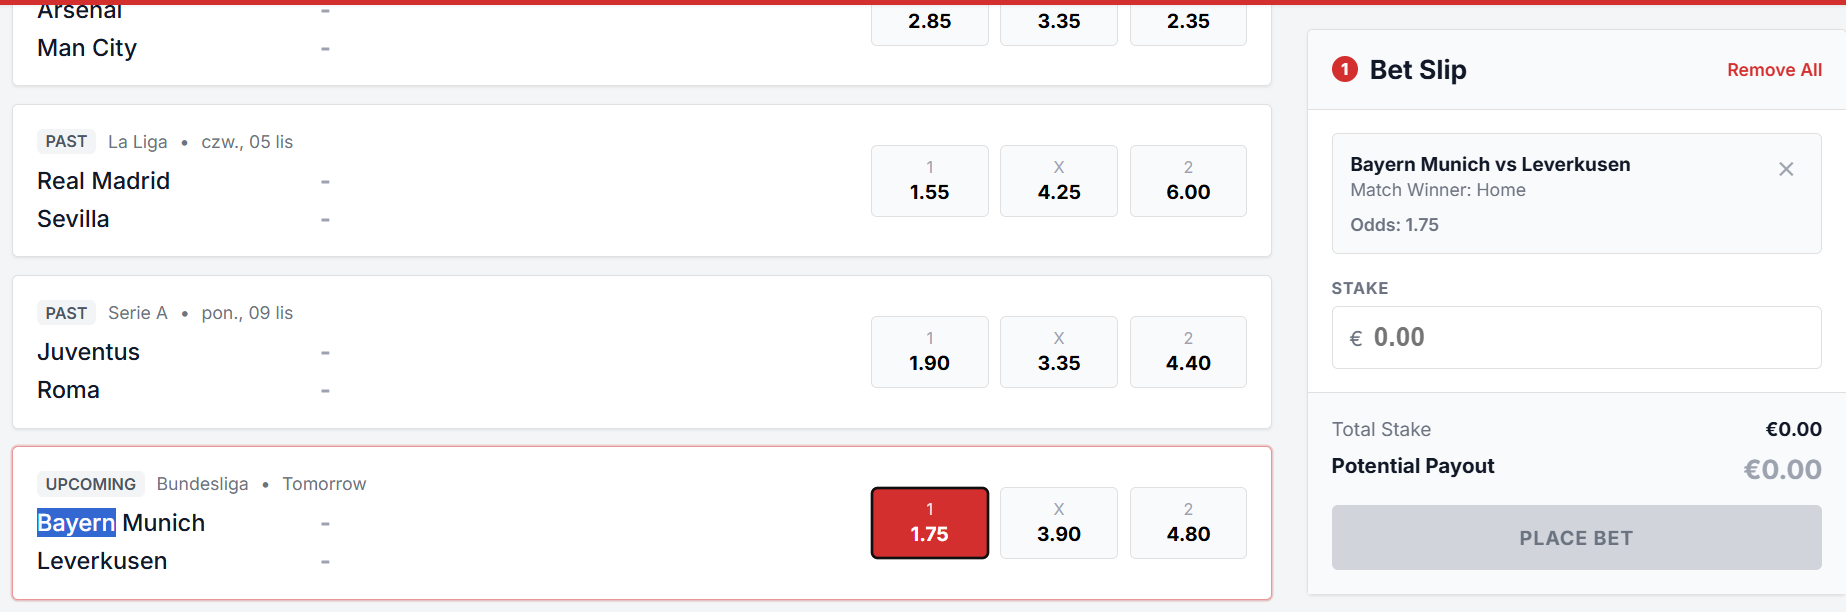 Arsenal -
Man City -
2.85 3.35 2.35
PAST La Liga • czw., 05 lis
Real Madrid -
Sevilla -
1 X 2
1.55 4.25 6.00
PAST Serie A • pon., 09 lis
Juventus -
Roma -
1 X 2
1.90 3.35 4.40
UPCOMING Bundesliga • Tomorrow
Bayern Munich -
Leverkusen -
1 X 2
1.75 3.90 4.80
1 Bet Slip Remove All
Bayern Munich vs Leverkusen
Match Winner: Home
Odds: 1.75
STAKE
€ 0.00
Total Stake €0.00
Potential Payout €0.00
PLACE BET